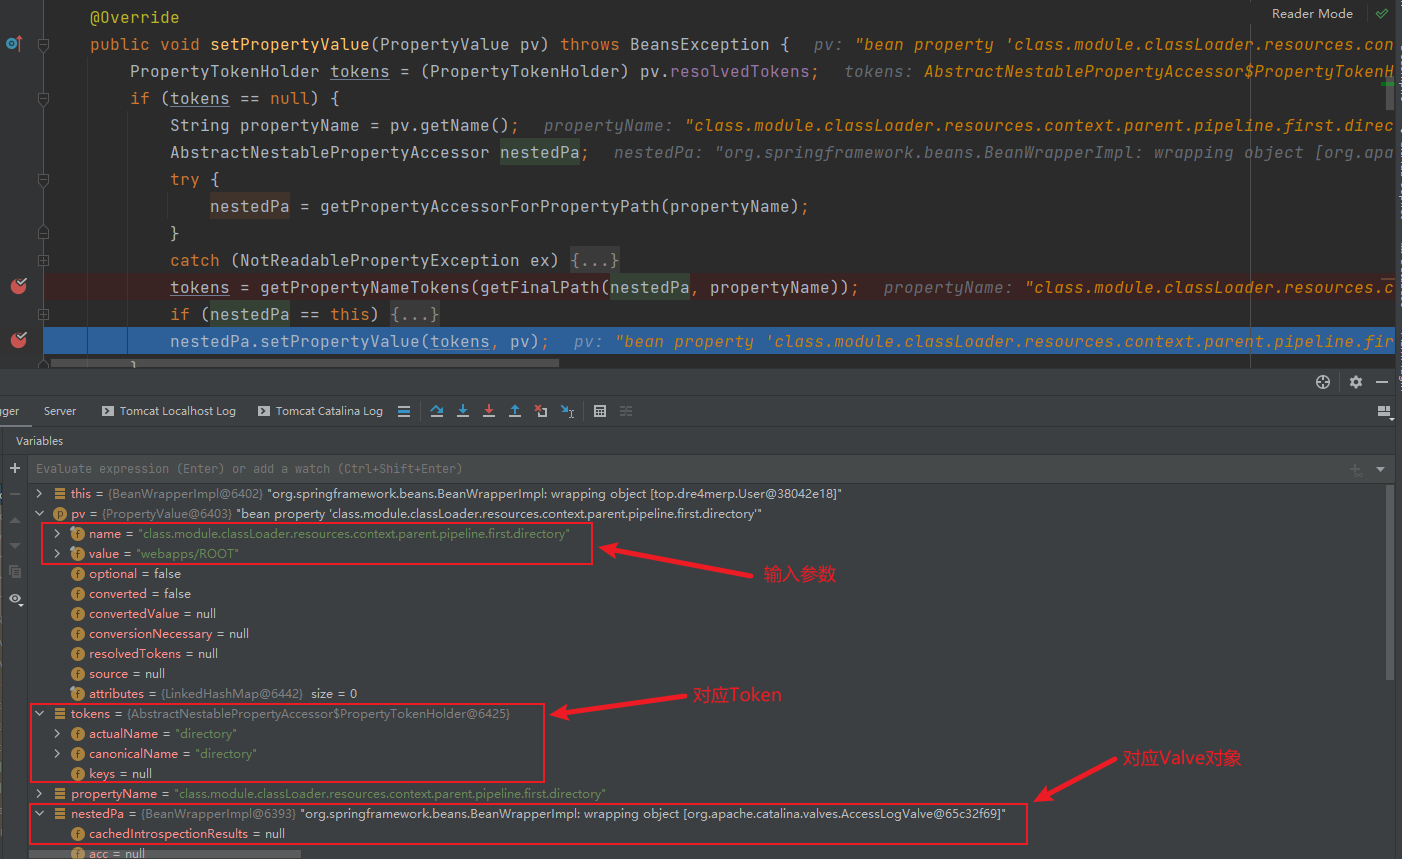 Reader Mode
@Override
public void setPropertyValue(PropertyValue pv) throws BeansException {  pv: "bean property 'class.module.classLoader.resources.con
PropertyTokenHolder tokens = (PropertyTokenHolder) pv.resolvedTokens;  tokens: AbstractNestablePropertyAccessor$PropertyTokenH
if (tokens == null) {
String propertyName = pv.getName();  propertyName: "class.module.classLoader.resources.context.parent.pipeline.first.direc
AbstractNestablePropertyAccessor nestedPa;  nestedPa: "org.springframework.beans.BeanWrapperImpl: wrapping object [org.apa
try {
nestedPa = getPropertyAccessorForPropertyPath(propertyName);
}
catch (NotReadablePropertyException ex) {...}
tokens = getPropertyNameTokens(getFinalPath(nestedPa, propertyName));  propertyName: "class.module.classLoader.resources.c
if (nestedPa == this) {...}
nestedPa.setPropertyValue(tokens, pv);  pv: "bean property 'class.module.classLoader.resources.context.parent.pipeline.fir
}
ger Server Tomcat Localhost Log Tomcat Catalina Log
Variables
Evaluate expression (Enter) or add a watch (Ctrl+Shift+Enter)
this = {BeanWrapperImpl@6402} "org.springframework.beans.BeanWrapperImpl: wrapping object [top.dre4merp.User@38042e18]"
pv = {PropertyValue@6403} "bean property 'class.module.classLoader.resources.context.parent.pipeline.first.directory'"
name = "class.module.classLoader.resources.context.parent.pipeline.first.directory"
value = "webapps/ROOT"
输入参数
optional = false
converted = false
convertedValue = null
conversionNecessary = null
resolvedTokens = null
source = null
attributes = {LinkedHashMap@6442} size = 0
对应Token
tokens = {AbstractNestablePropertyAccessor$PropertyTokenHolder@6425}
actualName = "directory"
canonicalName = "directory"
对应Valve对象
keys = null
propertyName = "class.module.classLoader.resources.context.parent.pipeline.first.directory"
nestedPa = {BeanWrapperImpl@6393} "org.springframework.beans.BeanWrapperImpl: wrapping object [org.apache.catalina.valves.AccessLogValve@65c32f69]"
cachedIntrospectionResults = null
acc = null